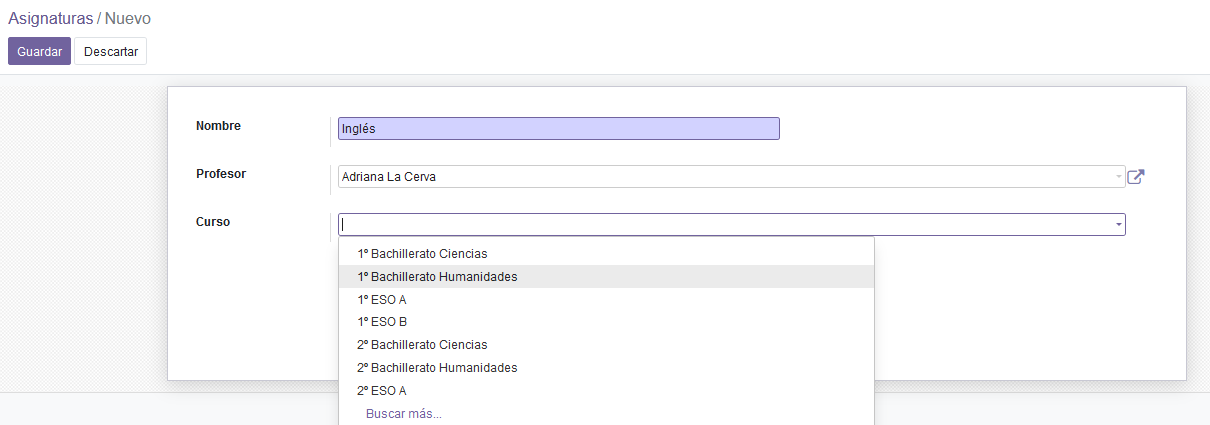 Asignaturas / Nuevo
Guardar Descartar
Nombre Inglés
Profesor Adriana La Cerva
Curso
1º Bachillerato Ciencias
1º Bachillerato Humanidades
1º ESO A
1º ESO B
2º Bachillerato Ciencias
2º Bachillerato Humanidades
2º ESO A
Buscar más...